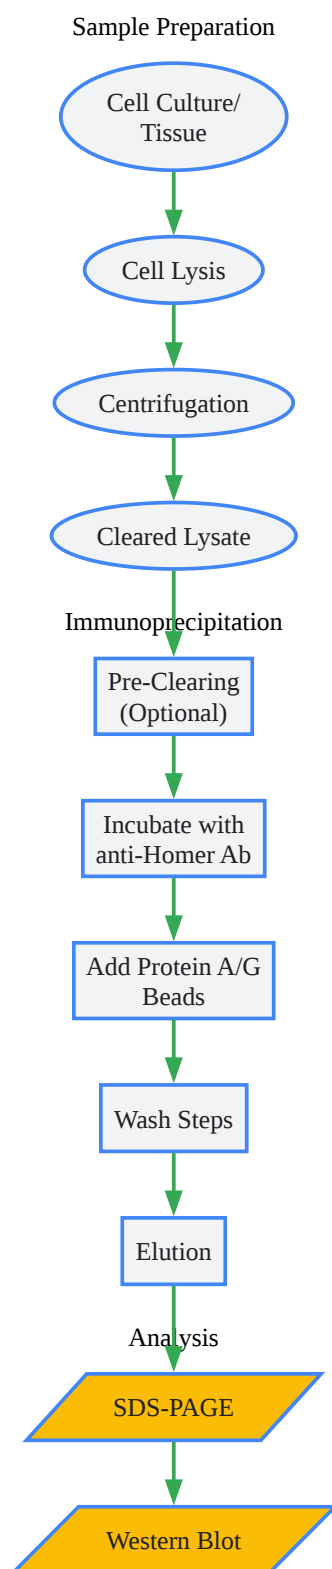 Sample Preparation
Cell Culture/
Tissue
Cell Lysis
Centrifugation
Cleared Lysate
Immunoprecipitation
Pre-Clearing
(Optional)
Incubate with
anti-Homer Ab
Add Protein A/G
Beads
Wash Steps
Elution
Analysis
SDS-PAGE
Western Blot